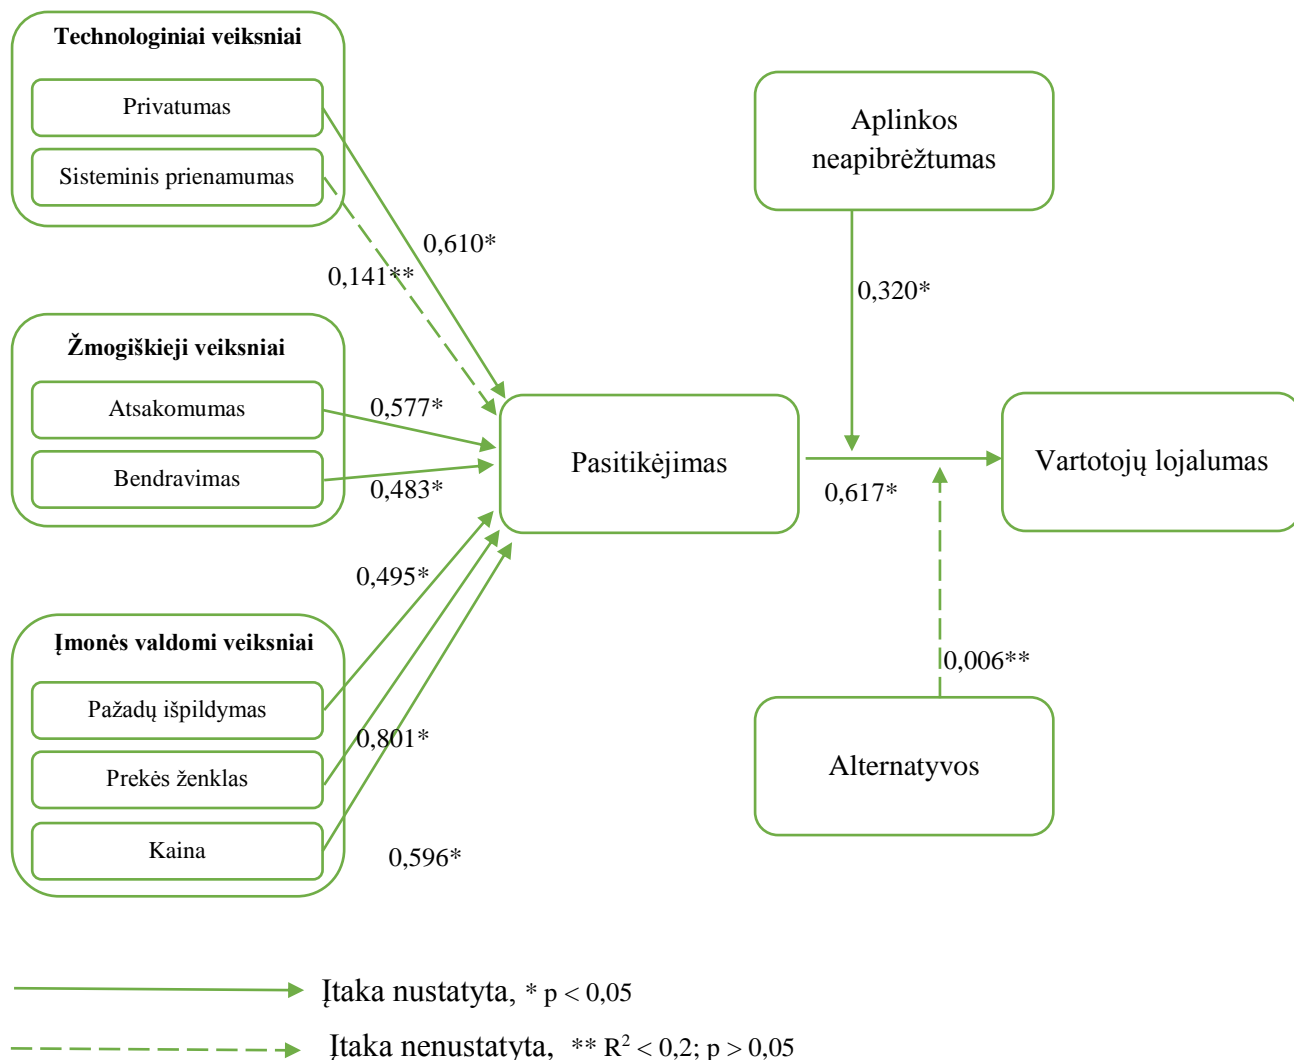 Technologiniai veiksniai
Privatumas
Sisteminis prienamumas
0,610*
0,141**
Aplinkos
neapibrėžtumas
0,320*
Žmogiškieji veiksniai
Atsakomumas
Bendravimas
0,577*
0,483*
Pasitikėjimas
0,617*
Vartotojų lojalumas
0,495*
Įmonės valdomi veiksniai
Pažadų išpildymas
Prekės ženklas
Kaina
0,801*
0,596*
0,006**
Alternatyvos
Įtaka nustatyta, * p < 0,05
Įtaka nenustatyta, ** R² < 0,2; p > 0,05